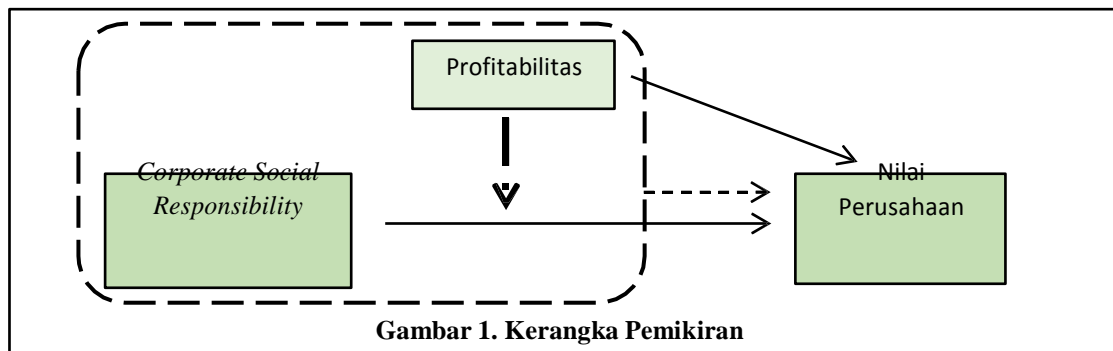 Profitabilitas
Corporate Social
Responsibility
Nilai
Perusahaan
Gambar 1. Kerangka Pemikiran